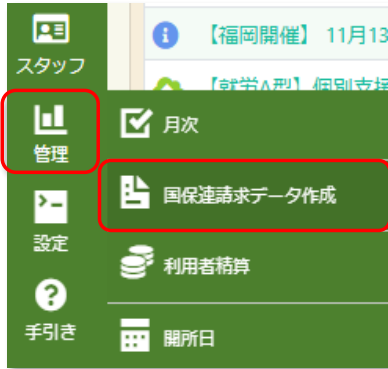 スタッフ
管理
設定
手引き
【福岡開催】 11月13
【就労A型】個別支援
月次
国保連請求データ作成
利用者精算
開所日